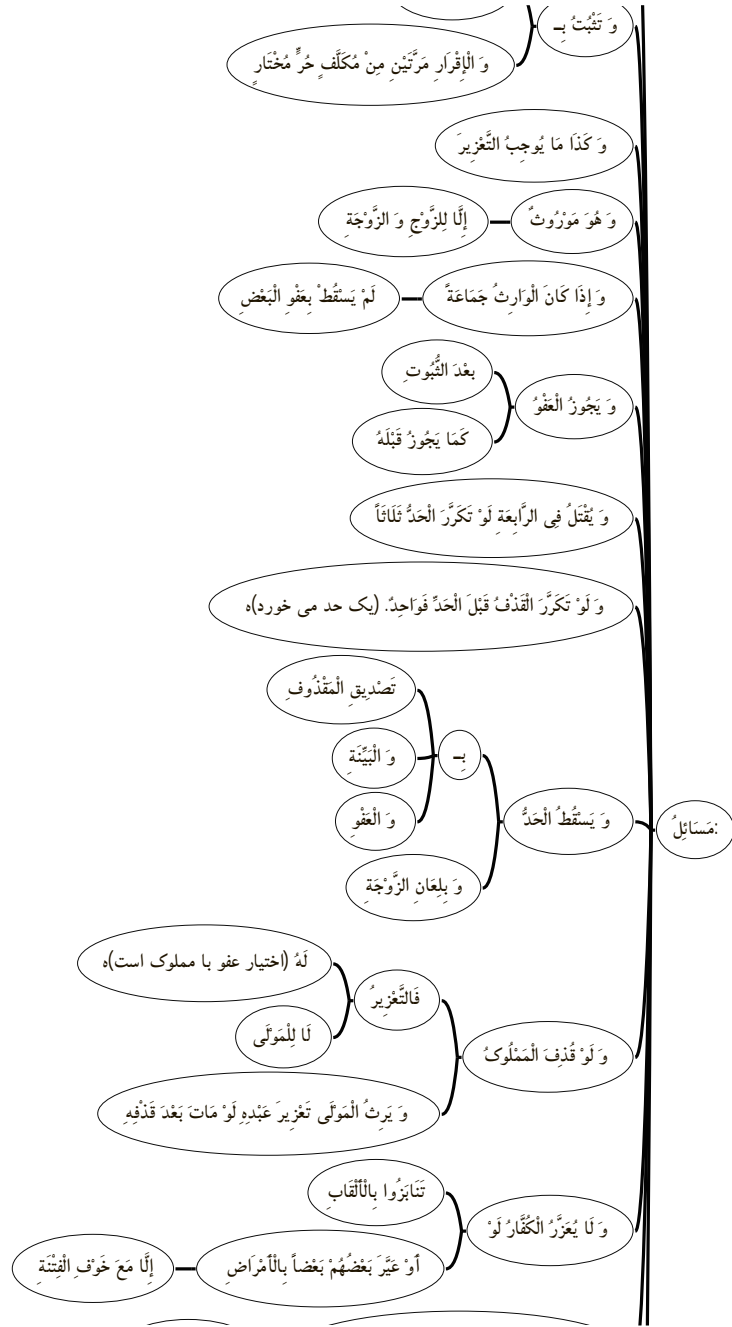 وَ تَثْبُتُ بِـ
وَ الْإِقْرَارِ مَرَّتَيْنِ مِنْ مُكَلَّفٍ حُرٍّ مُخْتَارٍ
وَ كَذَا مَا يُوجِبُ التَّعْزِيرَ
وَ هُوَ مَوْرُوثٌ
إِلَّا لِلزَّوْجِ وَ الزَّوْجَةِ
وَ إِذَا كَانَ الْوَارِثُ جَمَاعَةً
لَمْ يَسْقُطْ بِعَفْوِ الْبَعْضِ
وَ يَجُوزُ الْعَفْوُ
بَعْدَ الثُّبُوتِ
كَمَا يَجُوزُ قَبْلَهُ
وَ يُقْتَلُ فِی الرَّابِعَةِ لَوْ تَكَرَّرَ الْحَدُّ ثَلَاثَاً
وَ لَوْ تَكَرَّرَ الْقَذْفُ قَبْلَ الْحَدِّ فَوَاحِدٌ. (یک حد می خورد)ه
مَسَائِلُ:
وَ يَسْقُطُ الْحَدُّ
بِـ
تَصْدِيقِ الْمَقْذُوفِ
وَ الْبَيِّنَةِ
وَ الْعَفْوِ
وَ بِلِعَانِ الزَّوْجَةِ
وَ لَوْ قُذِفَ الْمَمْلُوکُ
فَالتَّعْزِيرُ
لَهُ (اختیار عفو با مملوک است)ه
لَا لِلْمَوْلَی
وَ يَرِثُ الْمَوْلَی تَعْزِيرَ عَبْدِهِ لَوْ مَاتَ بَعْدَ قَذْفِهِ
وَ لَا يُعَزَّرُ الْكُفَّارُ لَوْ
تَنَابَزُوا بِالْأَلْقَابِ
أَوْ عَيَّرَ بَعْضُهُمْ بَعْضاً بِالْأَمْرَاضِ
إِلَّا مَعَ خَوْفِ الْفِتْنَةِ